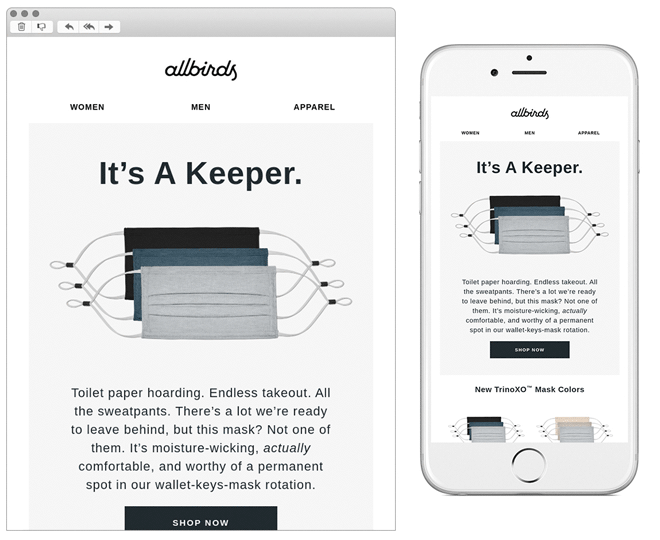 allbirds
WOMEN MEN APPAREL
It's A Keeper.
Toilet paper hoarding. Endless takeout. All
the sweatpants. There's a lot we're ready
to leave behind, but this mask? Not one of
them. It's moisture-wicking, actually
comfortable, and worthy of a permanent
spot in our wallet-keys-mask rotation.
SHOP NOW
allbirds
WOMEN MEN APPAREL
It's A Keeper.
Toilet paper hoarding. Endless takeout. All
the sweatpants. There's a lot we're ready
to leave behind, but this mask? Not one of
them. It's moisture-wicking, actually
comfortable, and worthy of a permanent
spot in our wallet-keys-mask rotation.
SHOP NOW
New TrinoXO™ Mask Colors